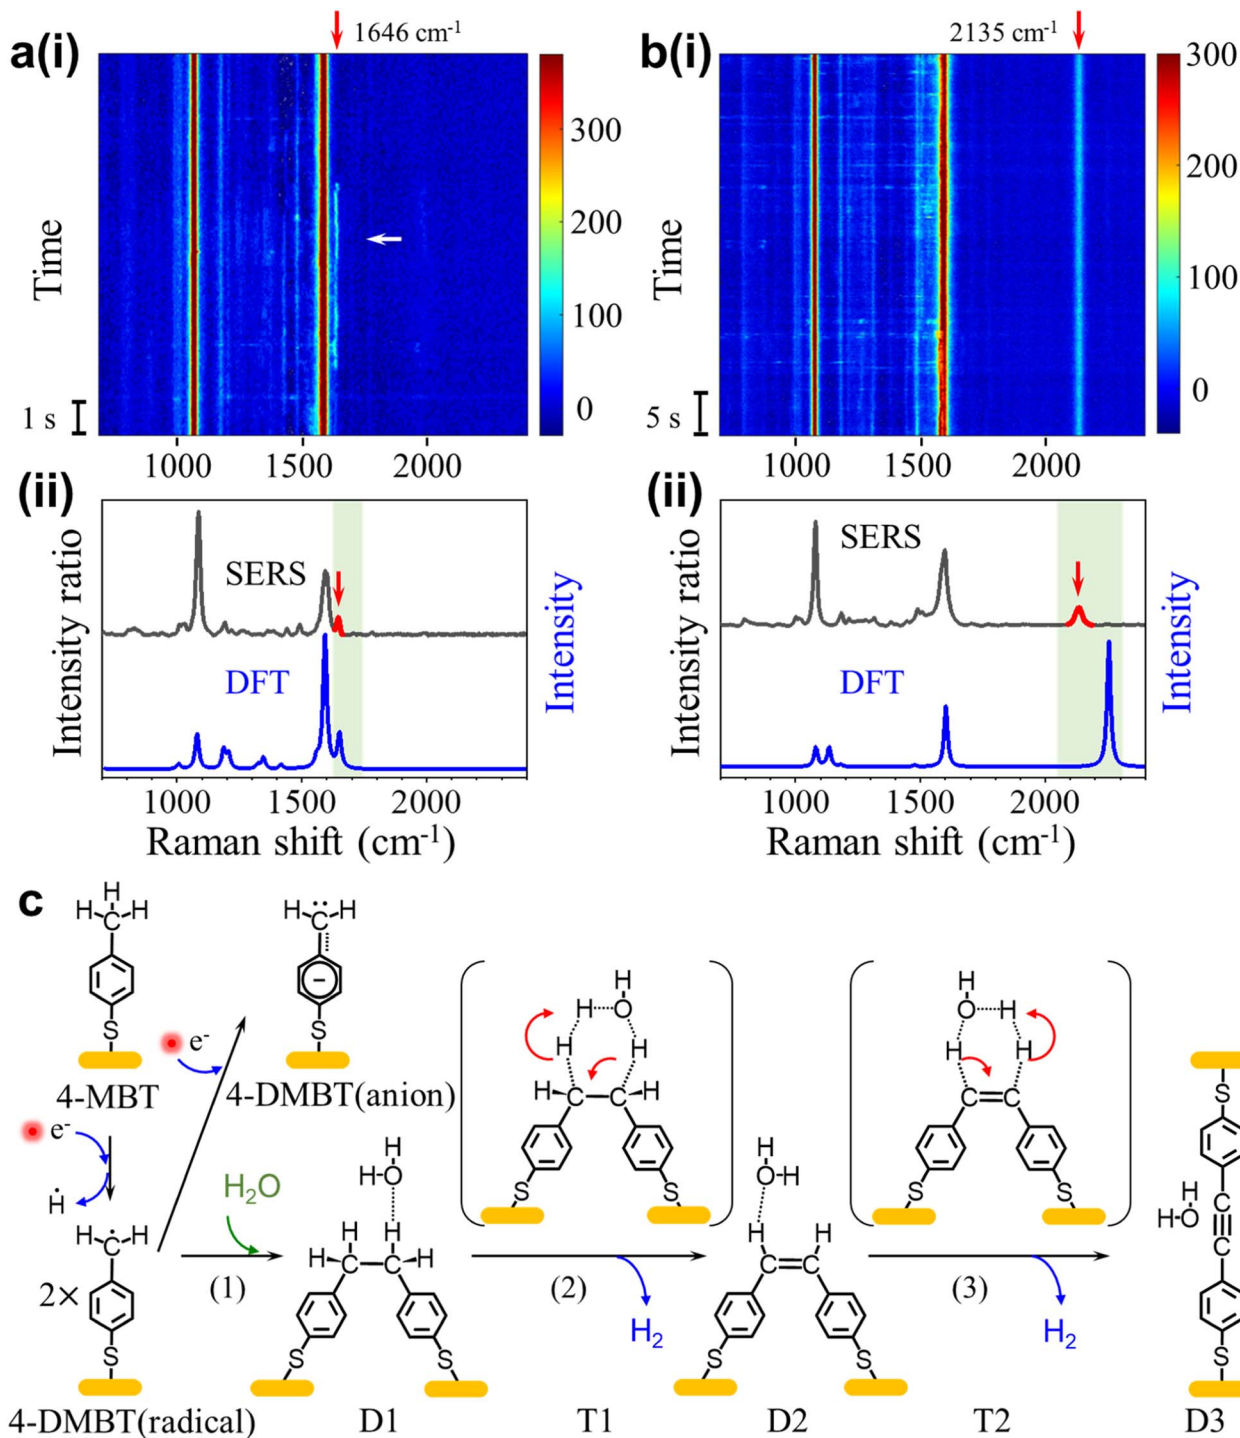 a(i)
1646 cm-1
300
200
100
0
Time
1 s
1000 1500 2000
b(i)
2135 cm-1
300
200
100
0
Time
5 s
1000 1500 2000
(ii)
SERS
DFT
Intensity ratio
Intensity
1000 1500 2000
Raman shift (cm-1)
(ii)
SERS
DFT
Intensity ratio
Intensity
1000 1500 2000
Raman shift (cm-1)
c
H
H C H
S
e-
4-MBT
e-
Ḣ
H Ċ H
2×
S
4-DMBT(radical)
H C̈ H
−
S
4-DMBT(anion)
H2O
(1)
H
H-O
H H
H C C H
S S
D1
H
H O
H H
H C C H
S S
(2)
H2
T1
H
O-H
H H
C C
S S
D2
H
O H
H H
C C
S S
(3)
H2
T2
S
H
H-O
S
D3